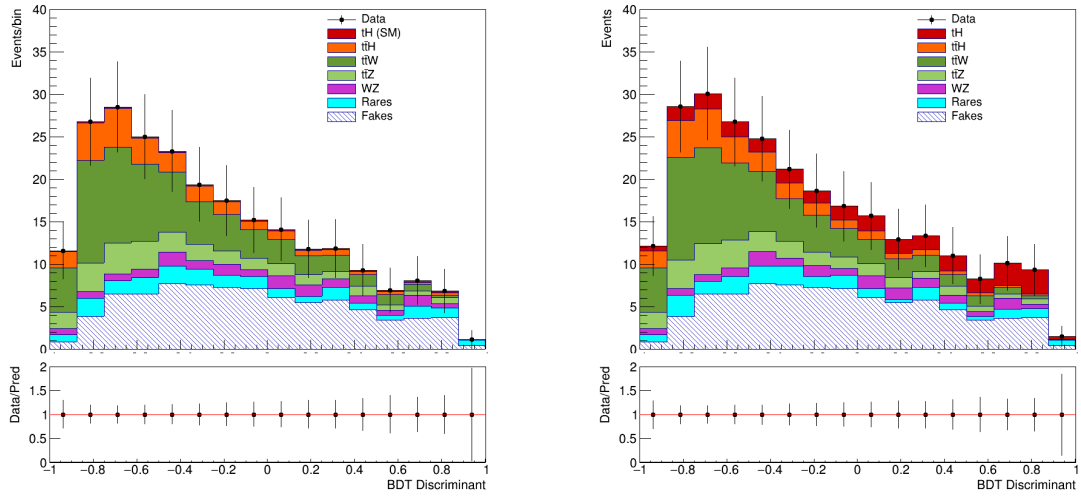 Events/bin
40
35
30
25
20
15
10
5
0
Data
tH (SM)
tt̄H
tt̄W
tt̄Z
WZ
Rares
Fakes
Data/Pred
2
1.5
1
0.5
0
−1 −0.8 −0.6 −0.4 −0.2 0 0.2 0.4 0.6 0.8 1
BDT Discriminant
Events
40
35
30
25
20
15
10
5
0
Data
tH (SM)
tt̄H
tt̄W
tt̄Z
WZ
Rares
Fakes
Data/Pred
2
1.5
1
0.5
0
−1 −0.8 −0.6 −0.4 −0.2 0 0.2 0.4 0.6 0.8 1
BDT Discriminant